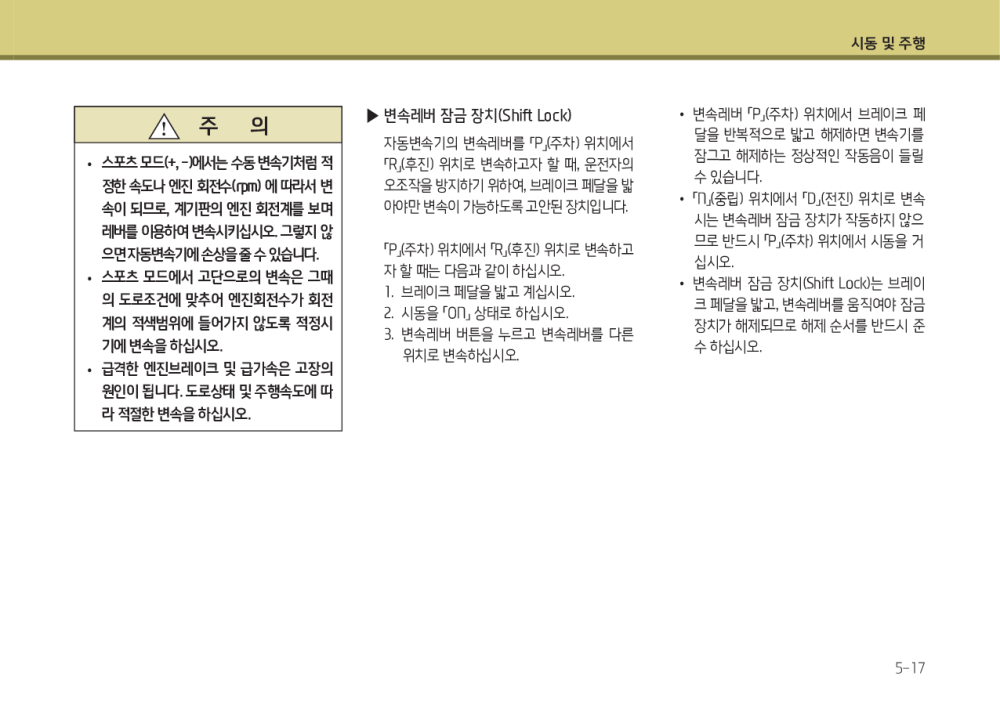 시동 및 주행
주 의
• 스포츠 모드(+, -)에서는 수동 변속기처럼 적
정한 속도나 엔진 회전수(rpm) 에 따라서 변
속이 되므로, 계기판의 엔진 회전계를 보며
레버를 이용하여 변속시키십시오. 그렇지 않
으면 자동변속기에 손상을 줄 수 있습니다.
• 스포츠 모드에서 고단으로의 변속은 그때
의 도로조건에 맞추어 엔진회전수가 회전
계의 적색범위에 들어가지 않도록 적정시
기에 변속을 하십시오.
• 급격한 엔진브레이크 및 급가속은 고장의
원인이 됩니다. 도로상태 및 주행속도에 따
라 적절한 변속을 하십시오.
▶ 변속레버 잠금 장치(Shift Lock)
자동변속기의 변속레버를 「P」(주차) 위치에서
「R」(후진) 위치로 변속하고자 할 때, 운전자의
오조작을 방지하기 위하여, 브레이크 페달을 밟
아야만 변속이 가능하도록 고안된 장치입니다.
「P」(주차) 위치에서 「R」(후진) 위치로 변속하고
자 할 때는 다음과 같이 하십시오.
1. 브레이크 페달을 밟고 계십시오.
2. 시동을 「ON」 상태로 하십시오.
3. 변속레버 버튼을 누르고 변속레버를 다른
위치로 변속하십시오.
• 변속레버 「P」(주차) 위치에서 브레이크 페
달을 반복적으로 밟고 해제하면 변속기를
잠그고 해제하는 정상적인 작동음이 들릴
수 있습니다.
• 「N」(중립) 위치에서 「D」(전진) 위치로 변속
시는 변속레버 잠금 장치가 작동하지 않으
므로 반드시 「P」(주차) 위치에서 시동을 거
십시오.
• 변속레버 잠금 장치(Shift Lock)는 브레이
크 페달을 밟고, 변속레버를 움직여야 잠금
장치가 해제되므로 해제 순서를 반드시 준
수 하십시오.
5-17